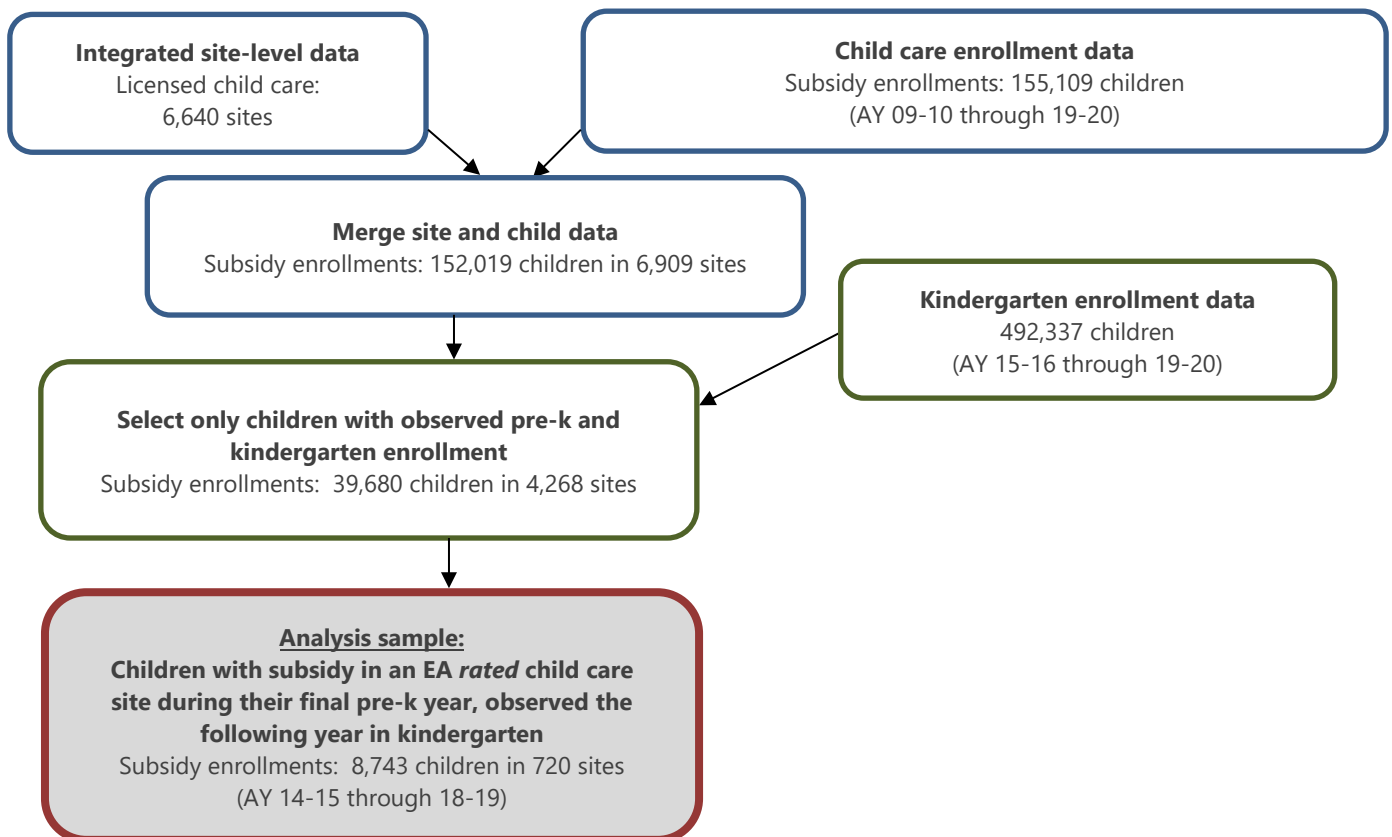 Integrated site-level data
Licensed child care:
6,640 sites
Child care enrollment data
Subsidy enrollments: 155,109 children
(AY 09-10 through 19-20)
Merge site and child data
Subsidy enrollments: 152,019 children in 6,909 sites
Kindergarten enrollment data
492,337 children
(AY 15-16 through 19-20)
Select only children with observed pre-k and
kindergarten enrollment
Subsidy enrollments:  39,680 children in 4,268 sites
Analysis sample:
Children with subsidy in an EA rated child care
site during their final pre-k year, observed the
following year in kindergarten
Subsidy enrollments:  8,743 children in 720 sites
(AY 14-15 through 18-19)